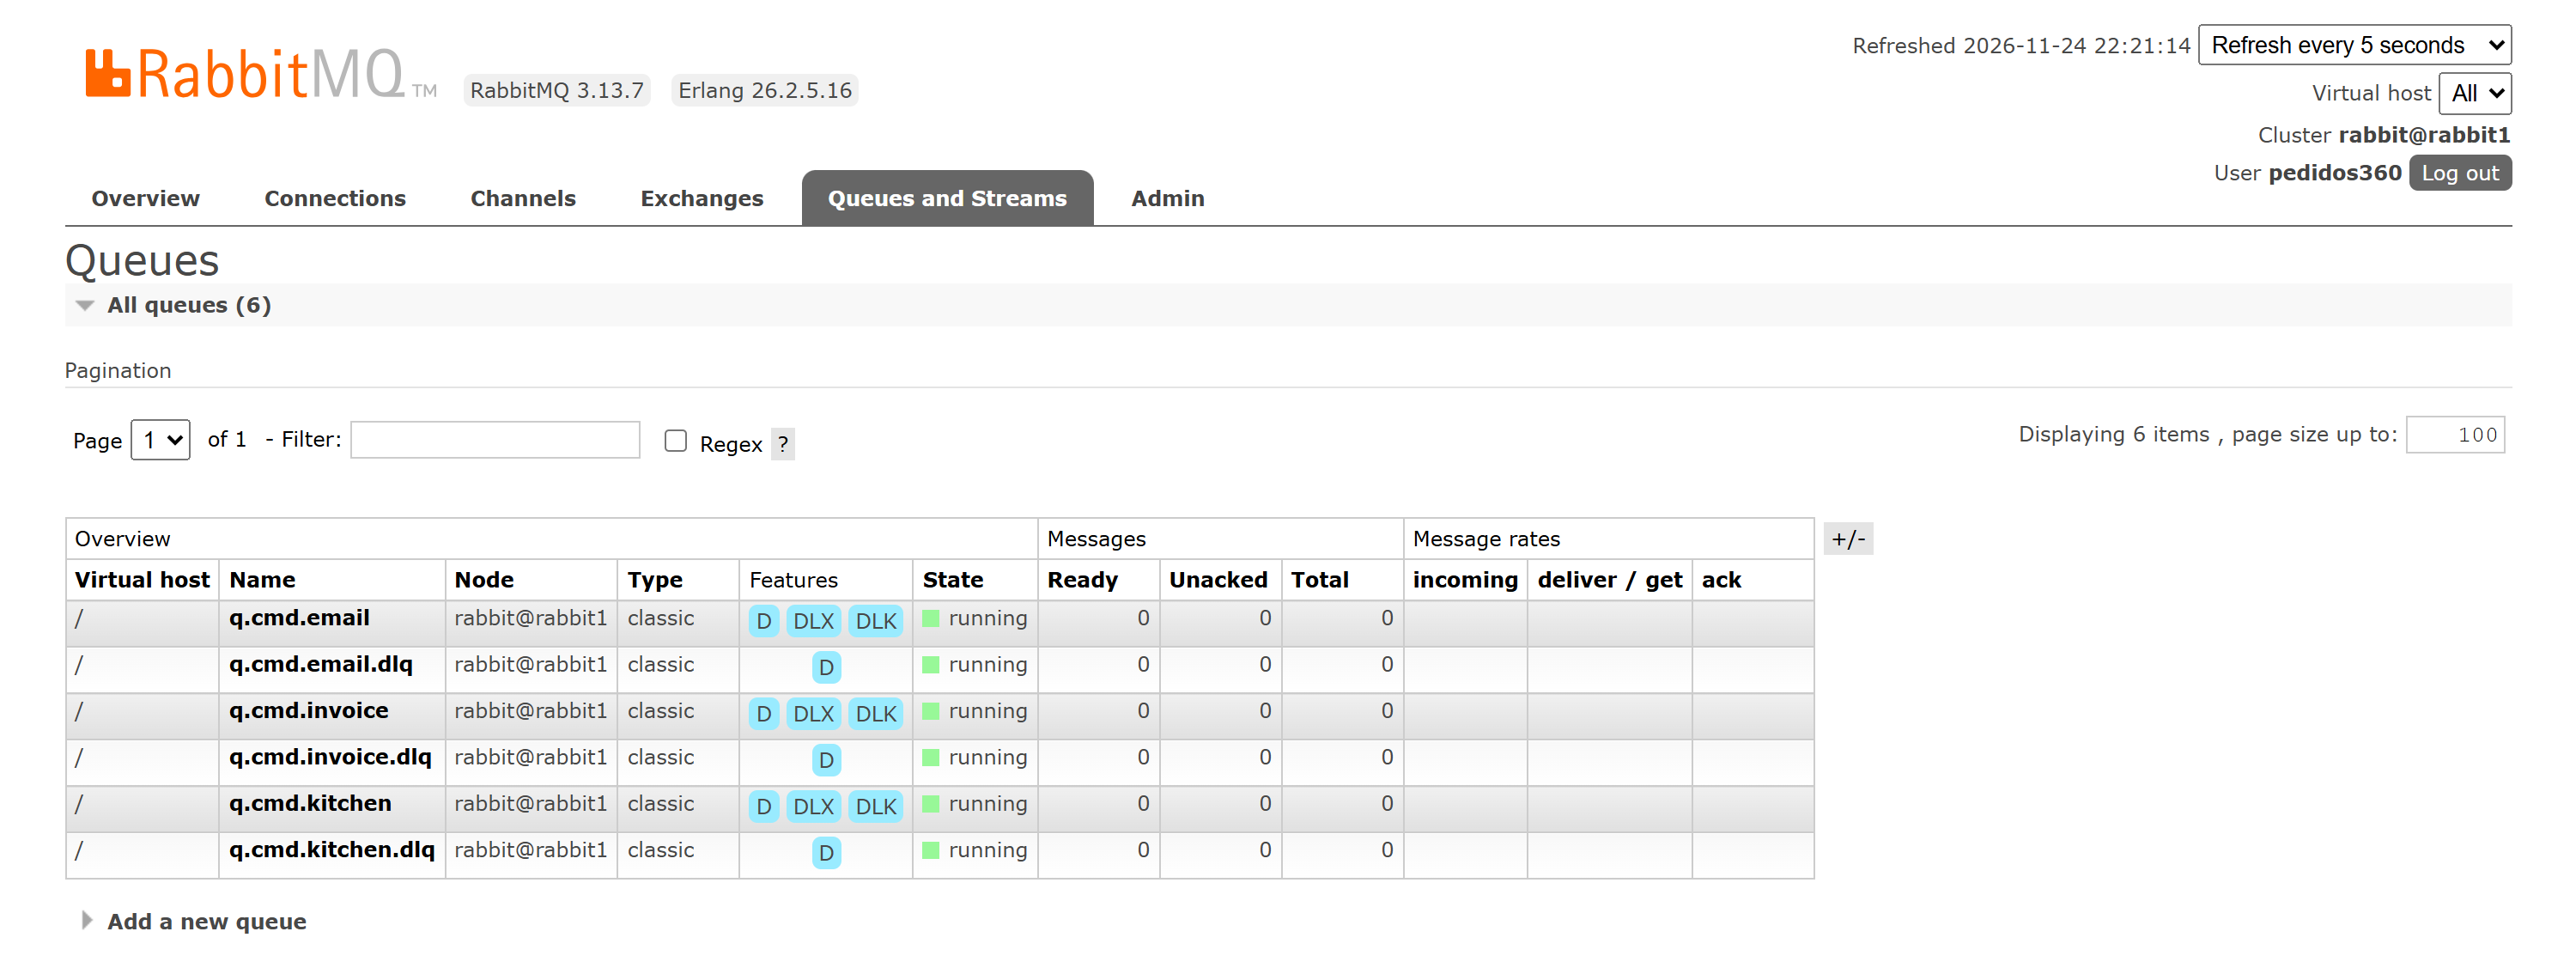 RabbitMQ TM RabbitMQ 3.13.7 Erlang 26.2.5.16
Refreshed 2026-11-24 22:21:14 Refresh every 5 seconds
Virtual host All
Cluster rabbit@rabbit1
User pedidos360 Log out
Overview Connections Channels Exchanges Queues and Streams Admin
Queues
All queues (6)
Pagination
Page 1 of 1 - Filter: Regex ? Displaying 6 items , page size up to: 100
Overview Messages Message rates +/-
Virtual host Name Node Type Features State Ready Unacked Total incoming deliver / get ack
/ q.cmd.email rabbit@rabbit1 classic D DLX DLK running 0 0 0
/ q.cmd.email.dlq rabbit@rabbit1 classic D running 0 0 0
/ q.cmd.invoice rabbit@rabbit1 classic D DLX DLK running 0 0 0
/ q.cmd.invoice.dlq rabbit@rabbit1 classic D running 0 0 0
/ q.cmd.kitchen rabbit@rabbit1 classic D DLX DLK running 0 0 0
/ q.cmd.kitchen.dlq rabbit@rabbit1 classic D running 0 0 0
Add a new queue